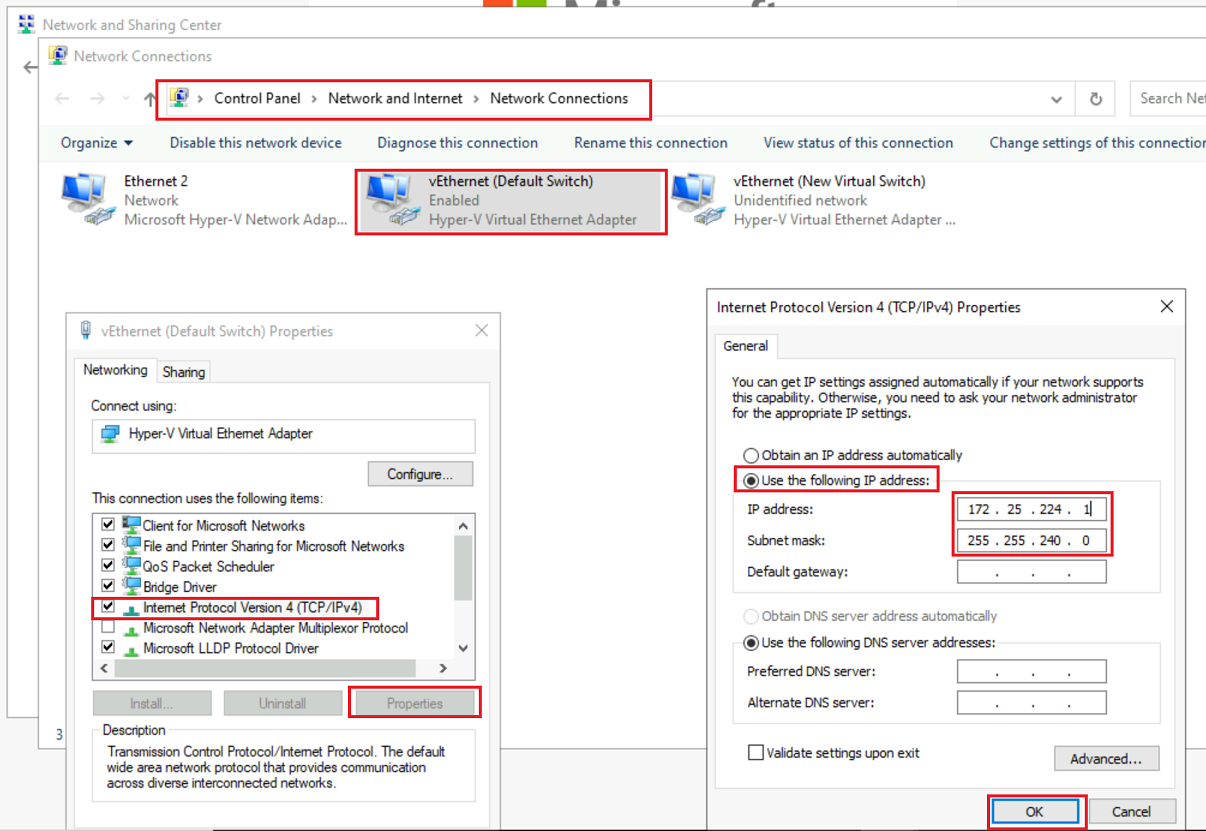 Network and Sharing Center
Network Connections
Control Panel › Network and Internet › Network Connections
Search Net
Organize
Disable this network device
Diagnose this connection
Rename this connection
View status of this connection
Change settings of this connection
Ethernet 2
Network
Microsoft Hyper-V Network Adap...
vEthernet (Default Switch)
Enabled
Hyper-V Virtual Ethernet Adapter
vEthernet (New Virtual Switch)
Unidentified network
Hyper-V Virtual Ethernet Adapter ...
vEthernet (Default Switch) Properties
Networking
Sharing
Connect using:
Hyper-V Virtual Ethernet Adapter
Configure...
This connection uses the following items:
Client for Microsoft Networks
File and Printer Sharing for Microsoft Networks
QoS Packet Scheduler
Bridge Driver
Internet Protocol Version 4 (TCP/IPv4)
Microsoft Network Adapter Multiplexor Protocol
Microsoft LLDP Protocol Driver
Install...
Uninstall
Properties
Description
Transmission Control Protocol/Internet Protocol. The default
wide area network protocol that provides communication
across diverse interconnected networks.
3
Internet Protocol Version 4 (TCP/IPv4) Properties
General
You can get IP settings assigned automatically if your network supports
this capability. Otherwise, you need to ask your network administrator
for the appropriate IP settings.
Obtain an IP address automatically
Use the following IP address:
IP address:
172 . 25 . 224 . 1
Subnet mask:
255 . 255 . 240 . 0
Default gateway:
. . .
Obtain DNS server address automatically
Use the following DNS server addresses:
Preferred DNS server:
. . .
Alternate DNS server:
. . .
Validate settings upon exit
Advanced...
OK
Cancel